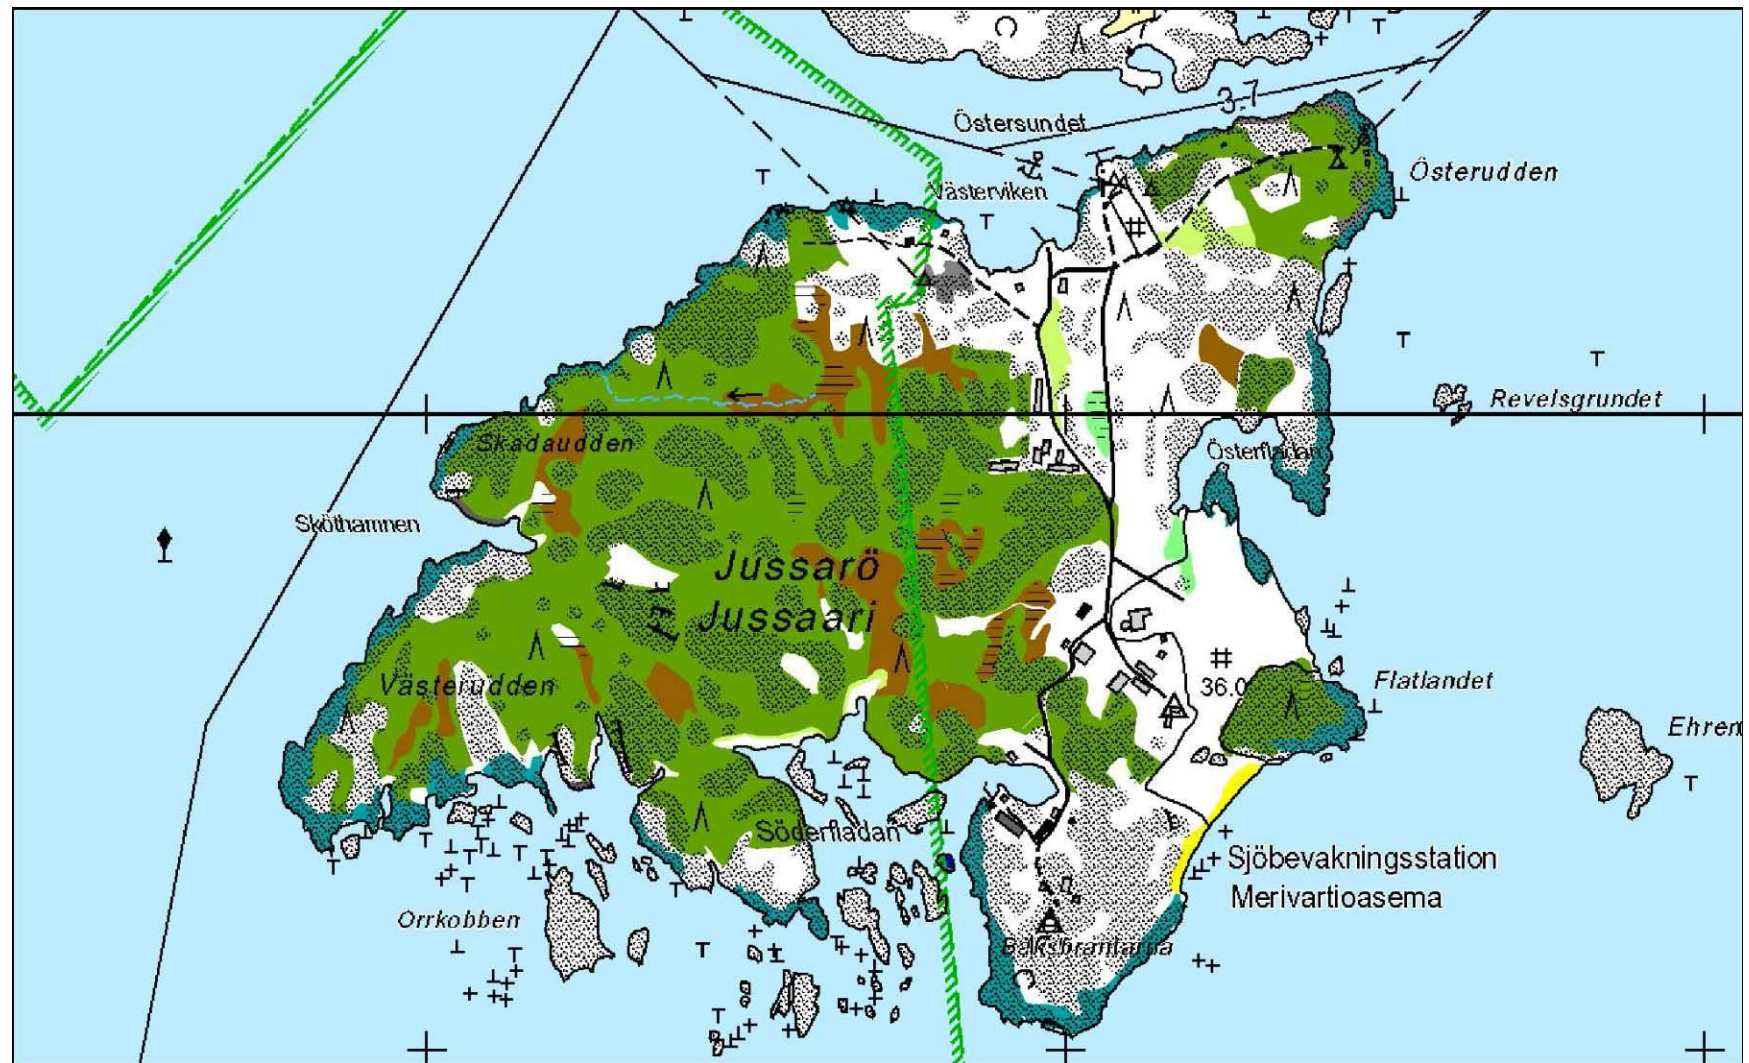 3.7
Östersundet
Österudden
Västerviken
Revelsgrundet
Skadaudden
Österfladan
Sköthamnen
Jussarö
Jussaari
Västerudden
36.0
Flatlandet
Ehren
Söderfladan
Sjöbevakningsstation
Merivartioasema
Orrkobben